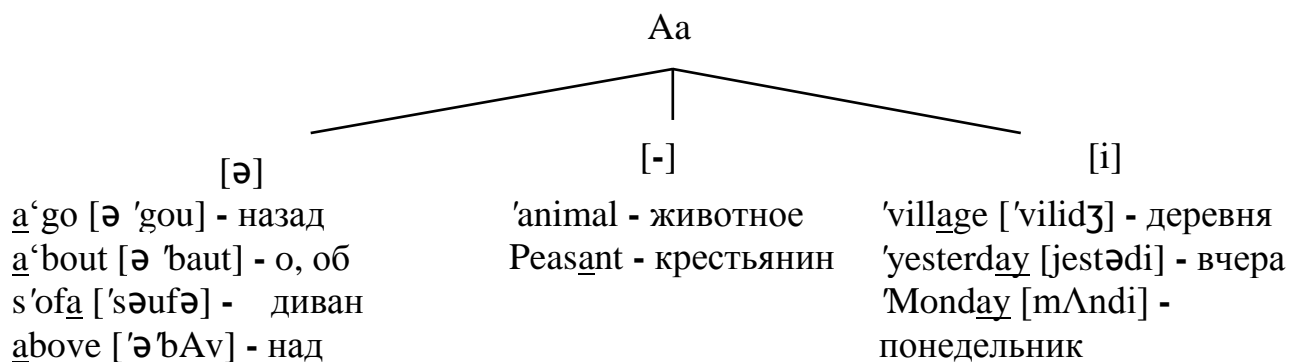 Aa
[ə]
[-]
[i]
a‘go [ə ′gou] - назад
a‘bout [ə ′baut] - о, об
s′ofa [′səufə] - диван
above [′ə′bAv] - над
′animal - животное
Peasant - крестьянин
′village [′vilidʒ] - деревня
′yesterday [jestədi] - вчера
′Monday [mΛndi] -
понедельник